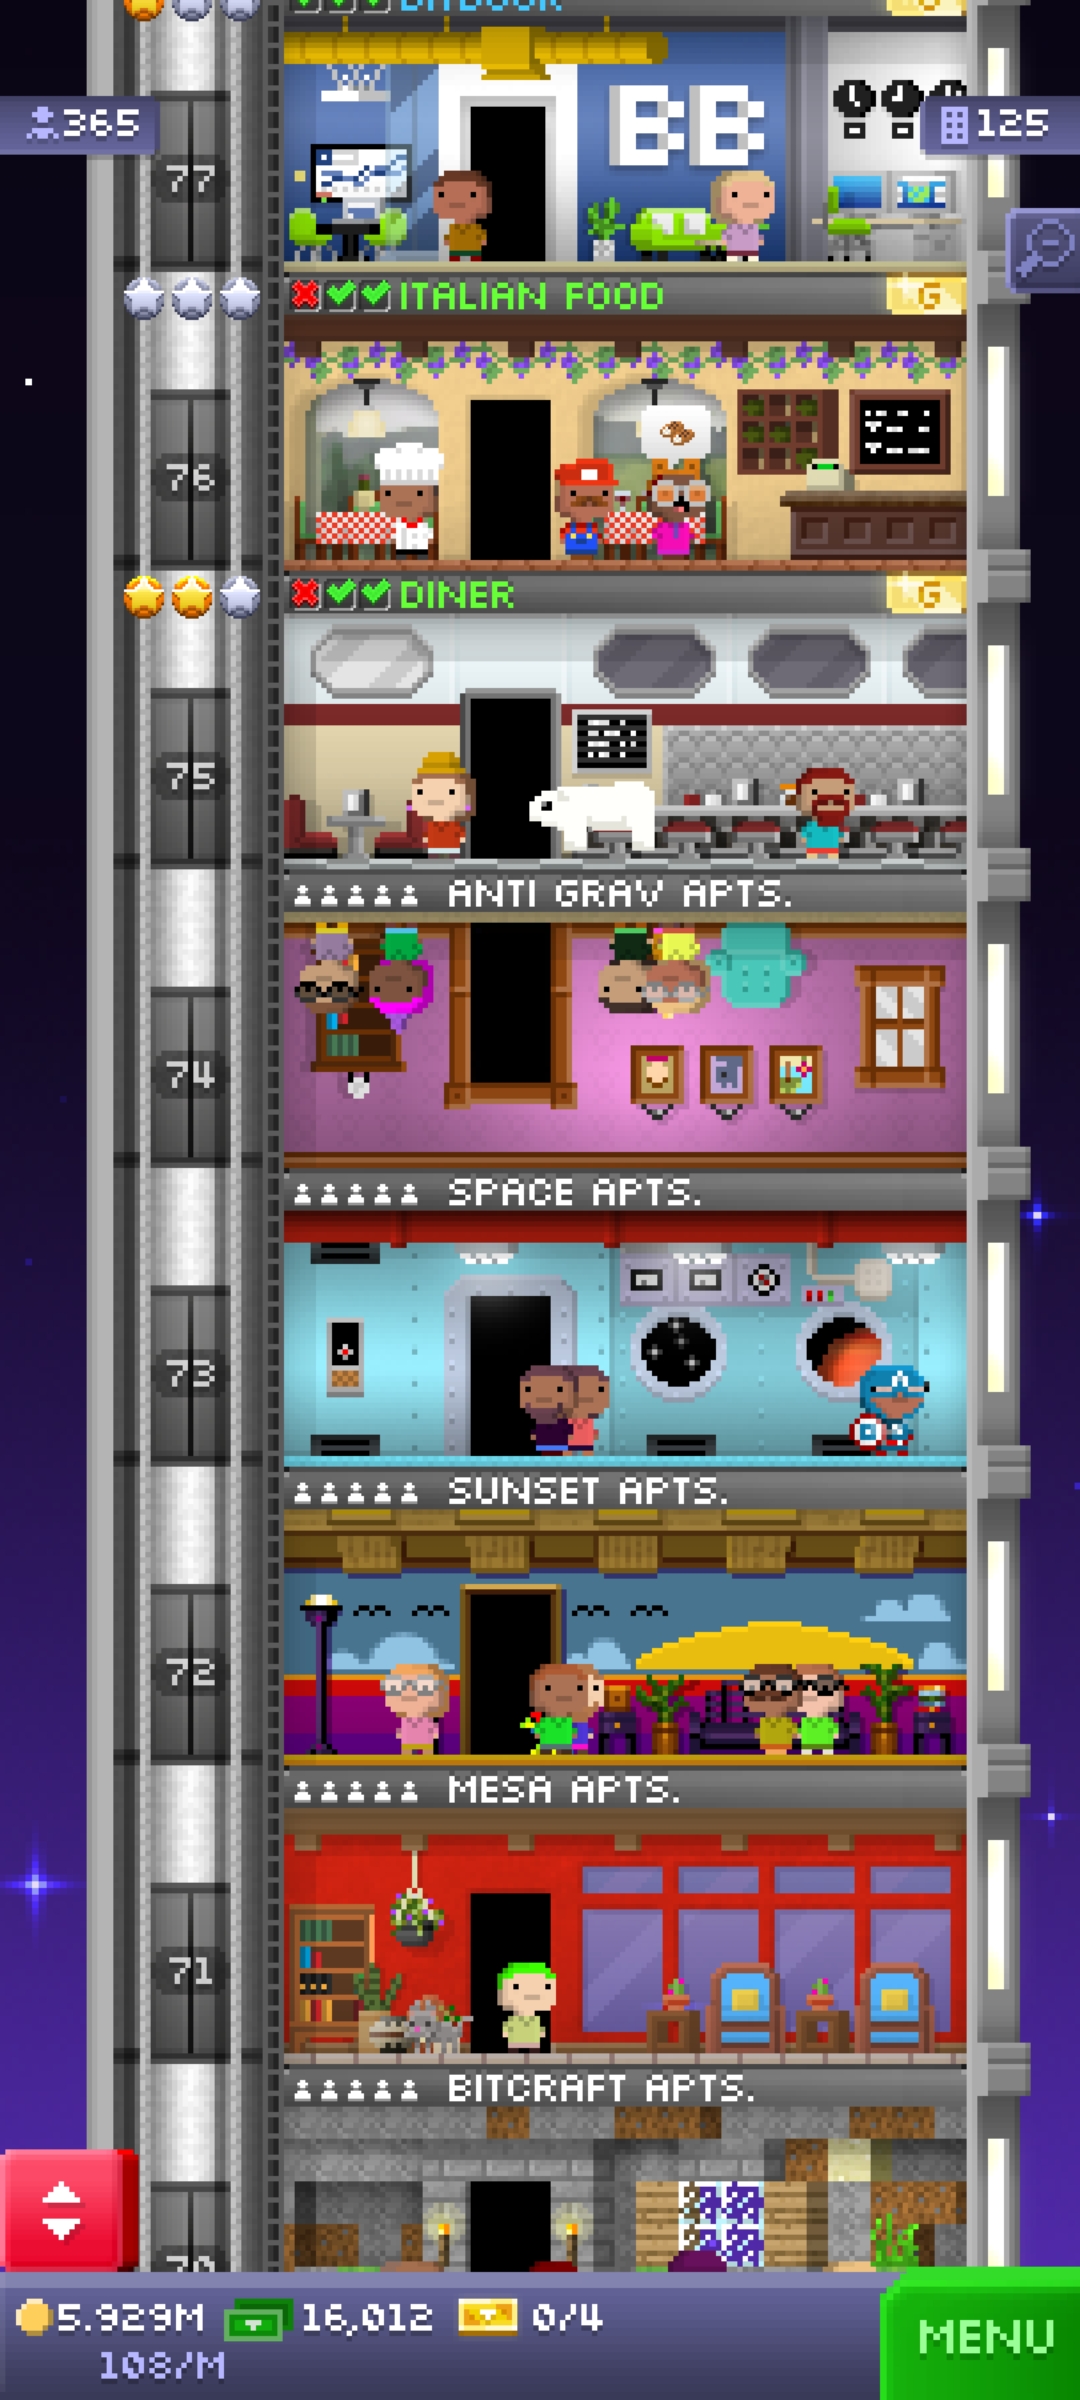 365
125
BB
77
ITALIAN FOOD
G
76
DINER
G
75
ANTI GRAV APTS.
74
SPACE APTS.
73
SUNSET APTS.
72
MESA APTS.
71
BITCRAFT APTS.
70
5.929M 16,012 0/4
108/M
MENU